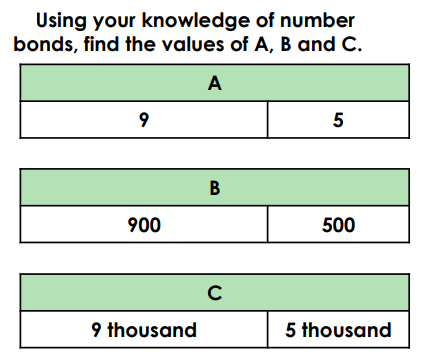 Using your knowledge of number
bonds, find the values of A, B and C.
A
9 5
B
900 500
C
9 thousand 5 thousand